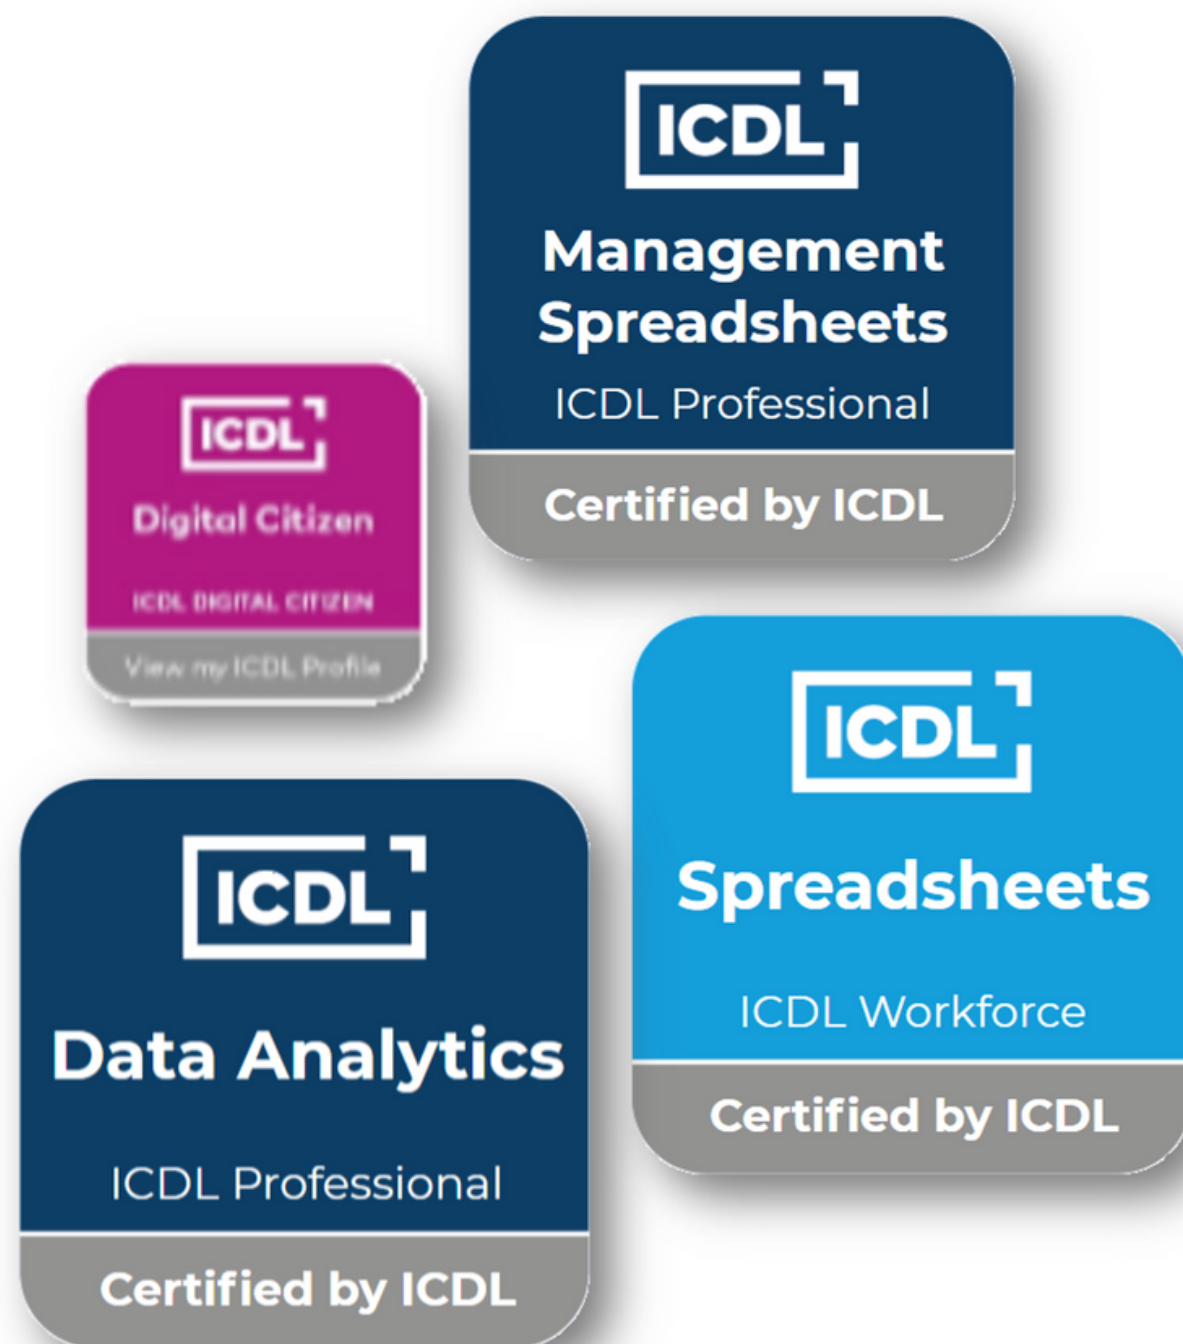 ICDL
Management
Spreadsheets
ICDL Professional
Certified by ICDL
ICDL
Digital Citizen
ICDL DIGITAL CITIZEN
View my ICDL Profile
ICDL
Spreadsheets
ICDL Workforce
Certified by ICDL
ICDL
Data Analytics
ICDL Professional
Certified by ICDL